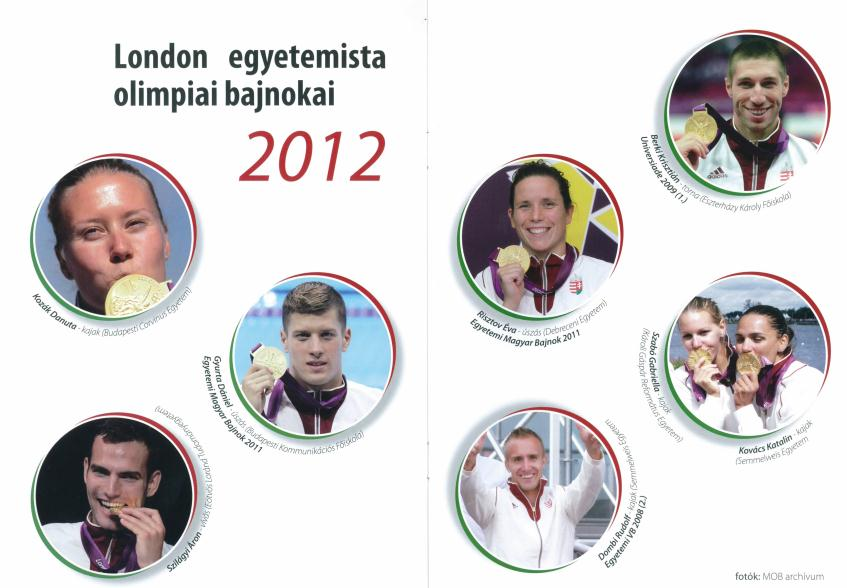 London egyetemista
olimpiai bajnokai
2012
Kozák Danuta - kajak (Budapesti Corvinus Egyetem)
Gyurta Dániel - úszás (Budapesti Kommunikációs Főiskola)
Egyetemi Magyar Bajnok 2011
Szilágyi Áron - vívás (Eötvös Loránd Tudományegyetem)
Berki Krisztián - torna (Eszterházy Károly Főiskola)
Universiade 2009 (1.)
adidas
Risztov Éva - úszás (Debreceni Egyetem)
Egyetemi Magyar Bajnok 2011
Szabó Gabriella - kajak
(Károli Gáspár Református Egyetem)
Kovács Katalin - kajak
(Semmelweis Egyetem
Dombi Rudolf - kajak (Semmelweis Egyetem
Egyetemi VB 2008 (2.)
fotók: MOB archivum